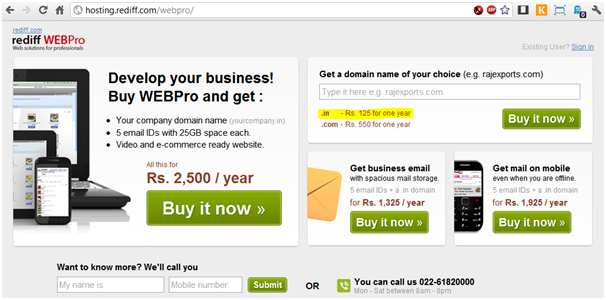 hosting.rediff.com/webpro/
rediff.com
rediff WEBPro
Web solutions for professionals
Existing User? Sign in
Develop your business!
Buy WEBPro and get :
Your company domain name (yourcompany.in)
5 email IDs with 25GB space each.
Video and e-commerce ready website.
All this for
Rs. 2,500 / year
Buy it now »
Get a domain name of your choice (e.g. rajexports.com)
Type it here e.g. rajexports.com
.in - Rs. 125 for one year
.com - Rs. 550 for one year
Buy it now »
Get business email
with spacious mail storage.
5 email IDs + a .in domain
for Rs. 1,325 / year
Buy it now »
Get mail on mobile
even when you are offline.
5 email IDs + a .in domain
for Rs. 1,925 / year
Buy it now »
Want to know more? We'll call you
My name is
Mobile number
Submit
OR
You can call us 022-61820000
Mon - Sat between 8am - 8pm)